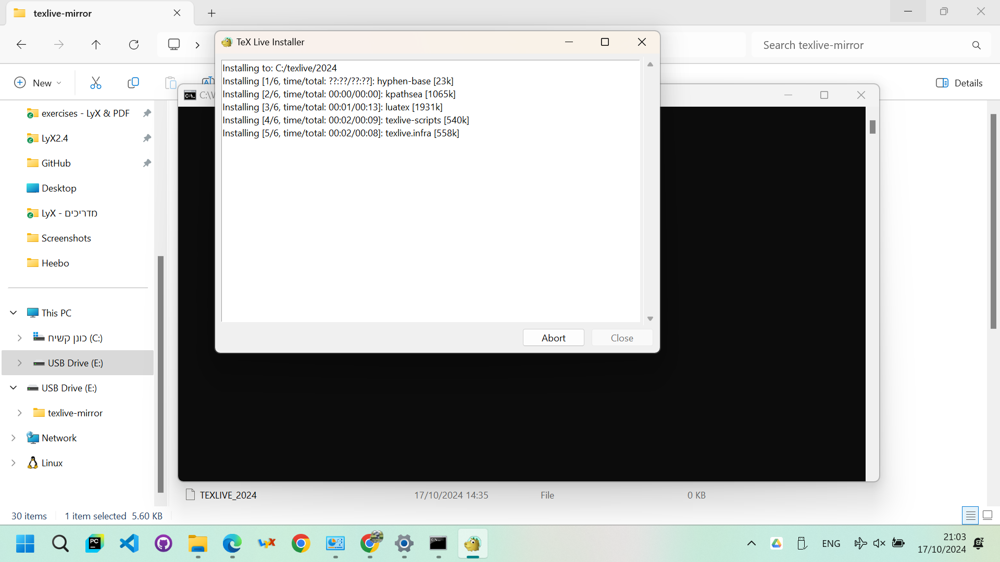 texlive-mirror
Search texlive-mirror
New
Details
TeX Live Installer
Installing to: C:/texlive/2024
Installing [1/6, time/total: ??:??/??:??]: hyphen-base [23k]
Installing [2/6, time/total: 00:00/00:00]: kpathsea [1065k]
Installing [3/6, time/total: 00:01/00:13]: luatex [1931k]
Installing [4/6, time/total: 00:02/00:09]: texlive-scripts [540k]
Installing [5/6, time/total: 00:02/00:08]: texlive.infra [558k]
Abort
Close
exercises - LyX & PDF
LyX2.4
GitHub
Desktop
LyX - מדריכים
Screenshots
Heebo
This PC
כונן קשיח (C:)
USB Drive (E:)
USB Drive (E:)
texlive-mirror
Network
Linux
TEXLIVE_2024 17/10/2024 14:35 File 0 KB
30 items 1 item selected 5.60 KB
PC
ENG
21:03
17/10/2024